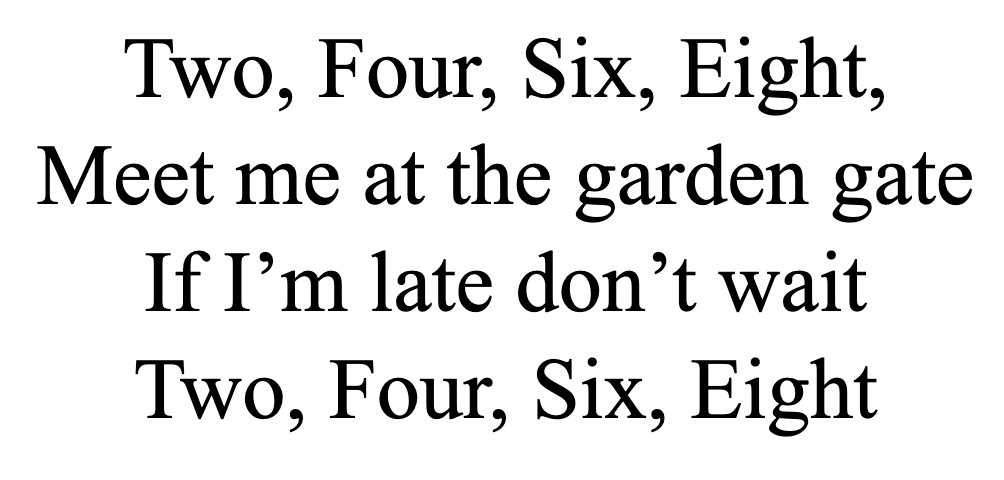 Two, Four, Six, Eight,
Meet me at the garden gate
If I’m late don’t wait
Two, Four, Six, Eight